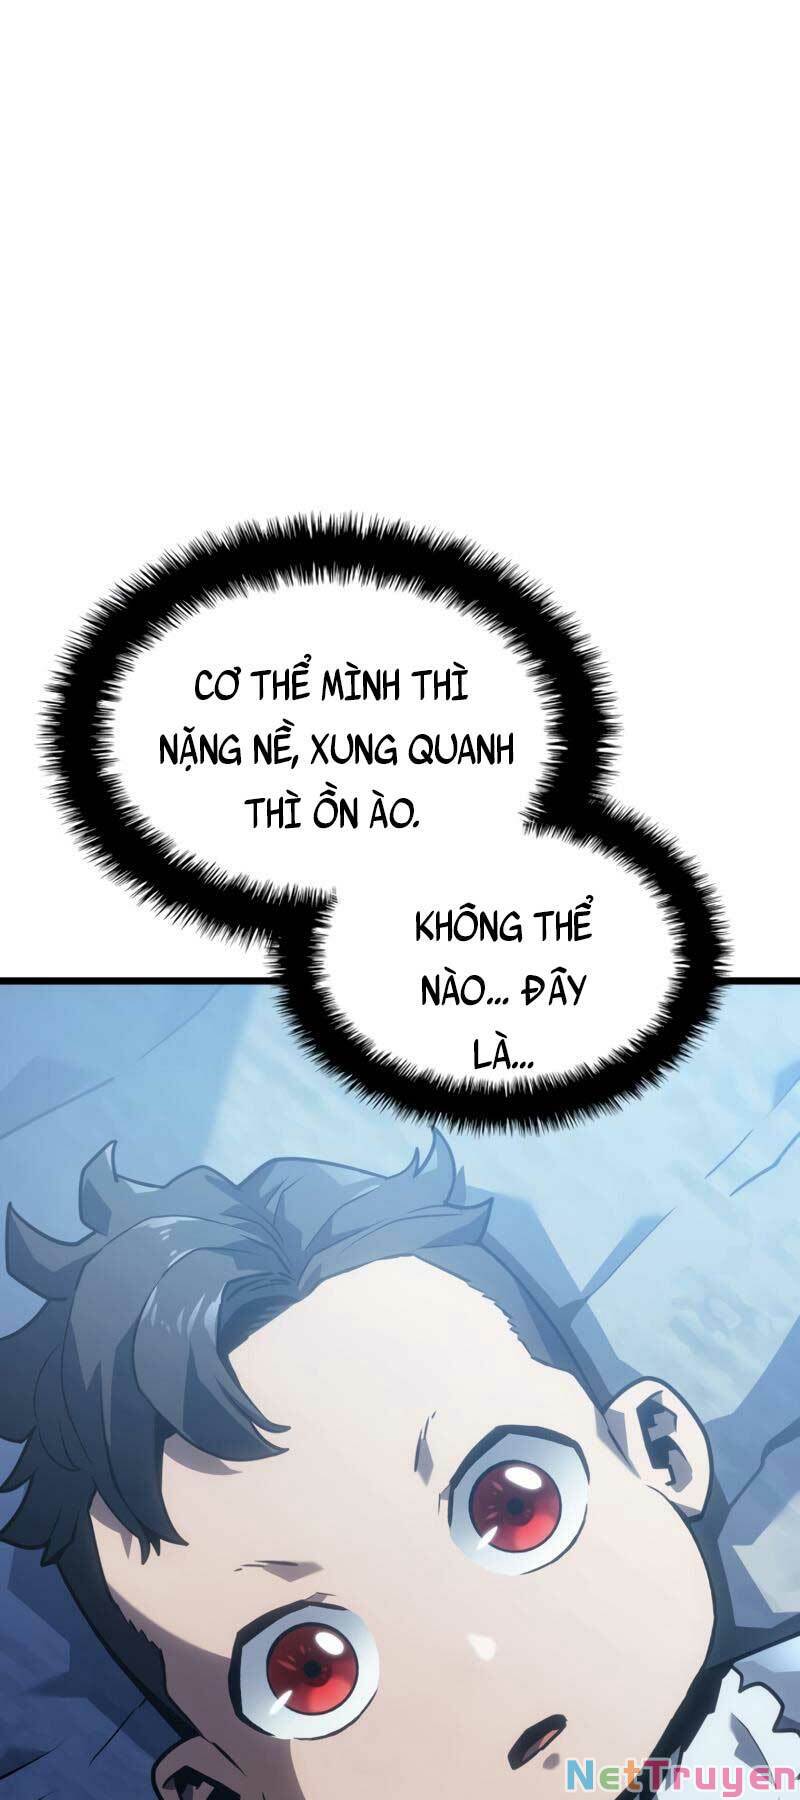 CƠ THỂ MÌNH THÌ
NẶNG NỀ, XUNG QUANH
THÌ ỒN ÀO.
KHÔNG THỂ
NÀO... ĐÂY
LÀ...
NetTruyen